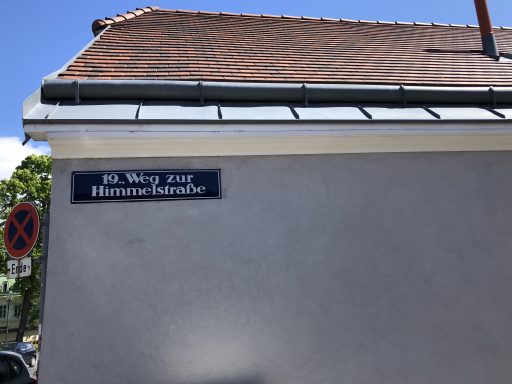 19., Weg zur
Himmelstraße
Ende